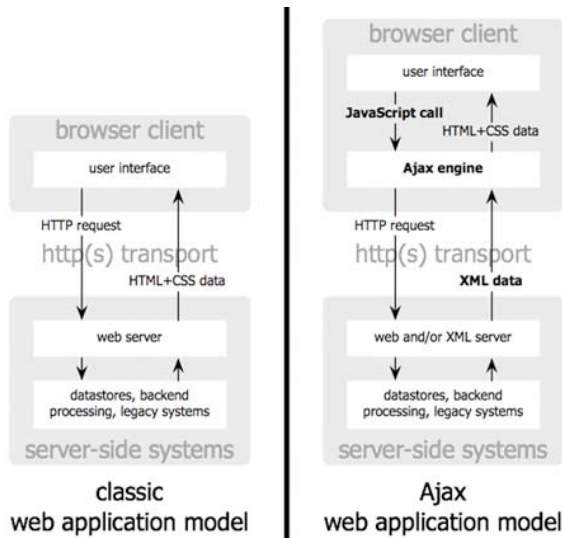 browser client
user interface
HTTP request
http(s) transport
HTML+CSS data
web server
datastores, backend
processing, legacy systems
server-side systems
classic
web application model
browser client
user interface
JavaScript call
HTML+CSS data
Ajax engine
HTTP request
http(s) transport
XML data
web and/or XML server
datastores, backend
processing, legacy systems
server-side systems
Ajax
web application model